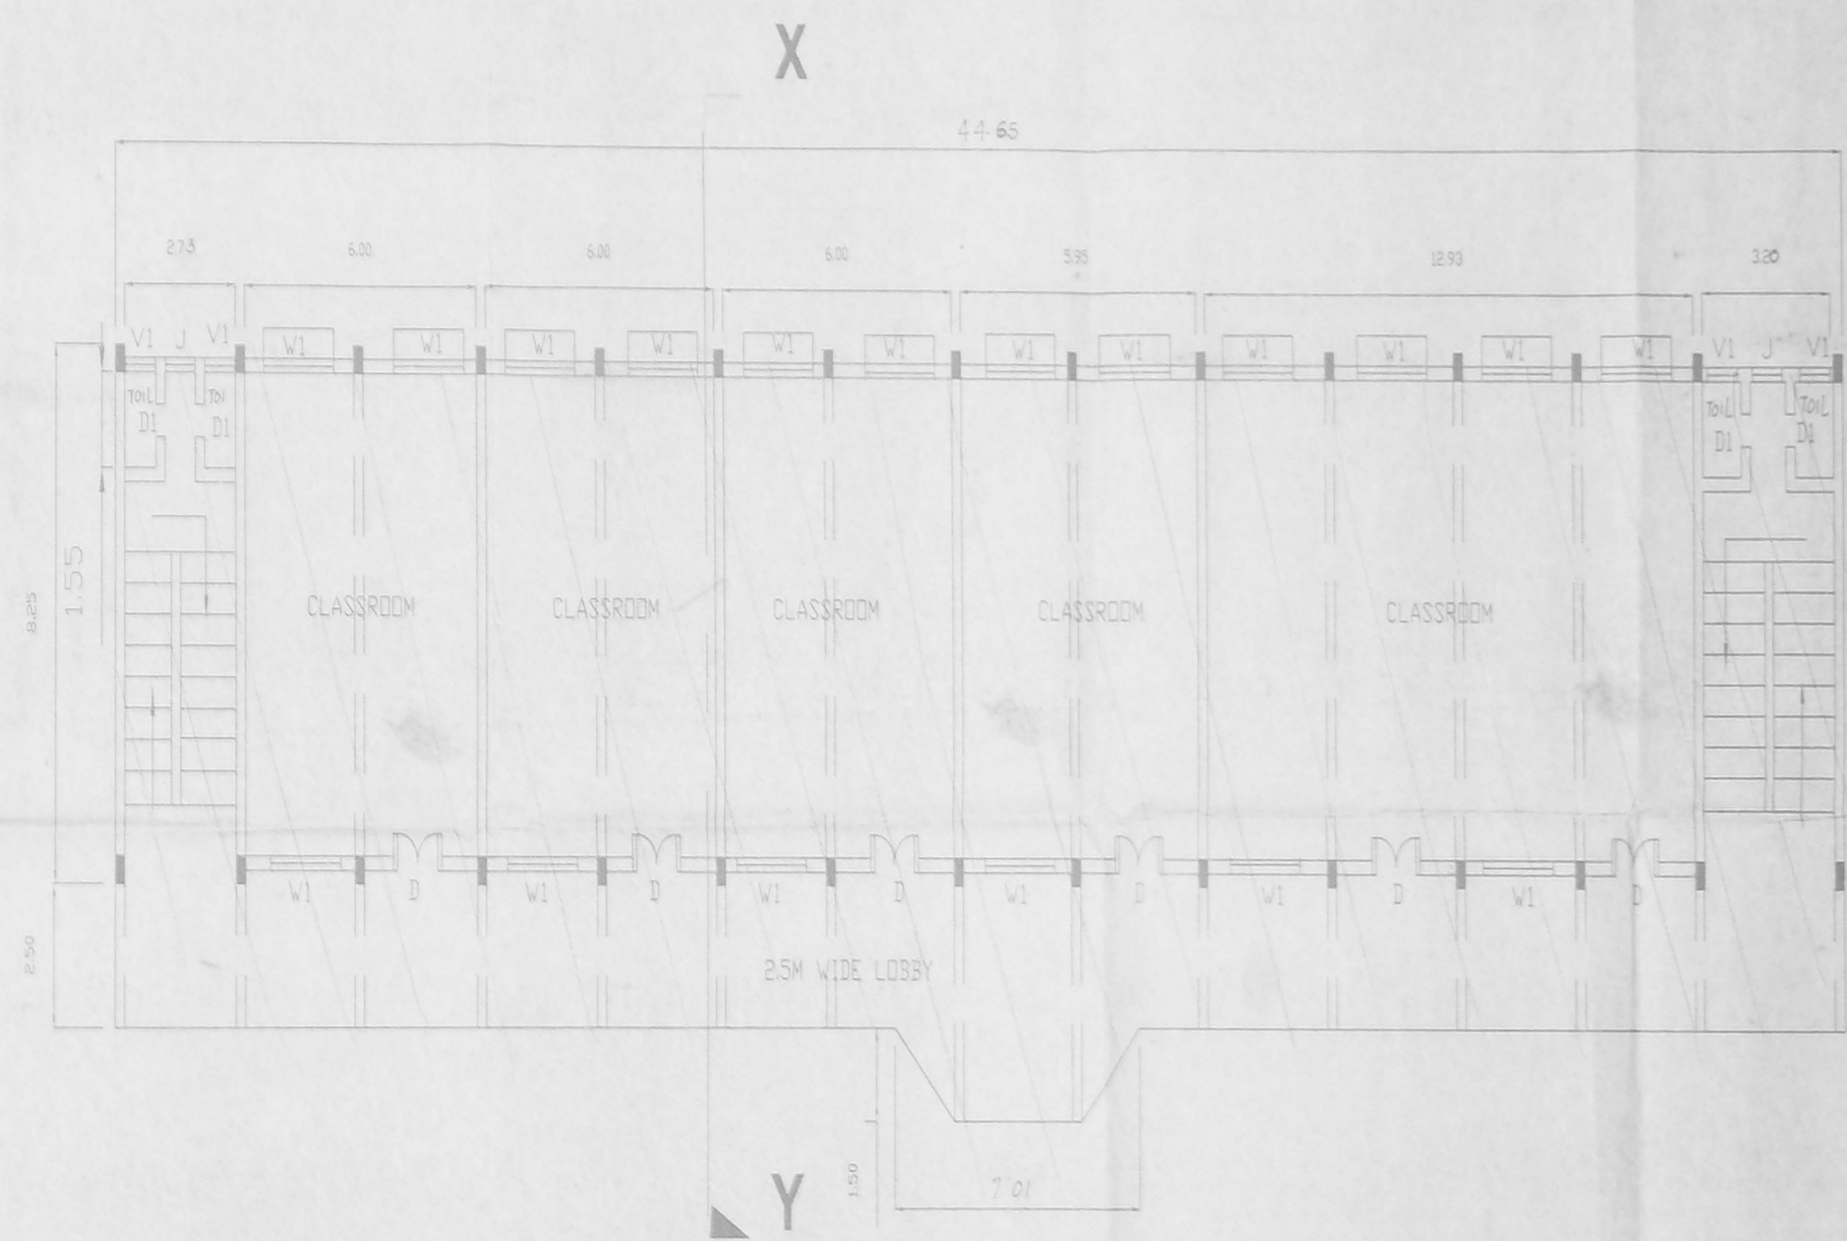 X
44.65
2.73 6.00 6.00 6.00 5.95 12.93 3.20
V1 J V1 W1 W1 W1 W1 W1 W1 W1 W1 W1 W1 W1 W1 V1 J V1
TOIL TOI TOIL TOIL
D1 D1 D1 D1
1.55
8.25
CLASSROOM CLASSROOM CLASSROOM CLASSROOM CLASSROOM
W1 D W1 D W1 D W1 D W1 D W1 D
2.50
2.5M WIDE LOBBY
1.50
7.01
Y